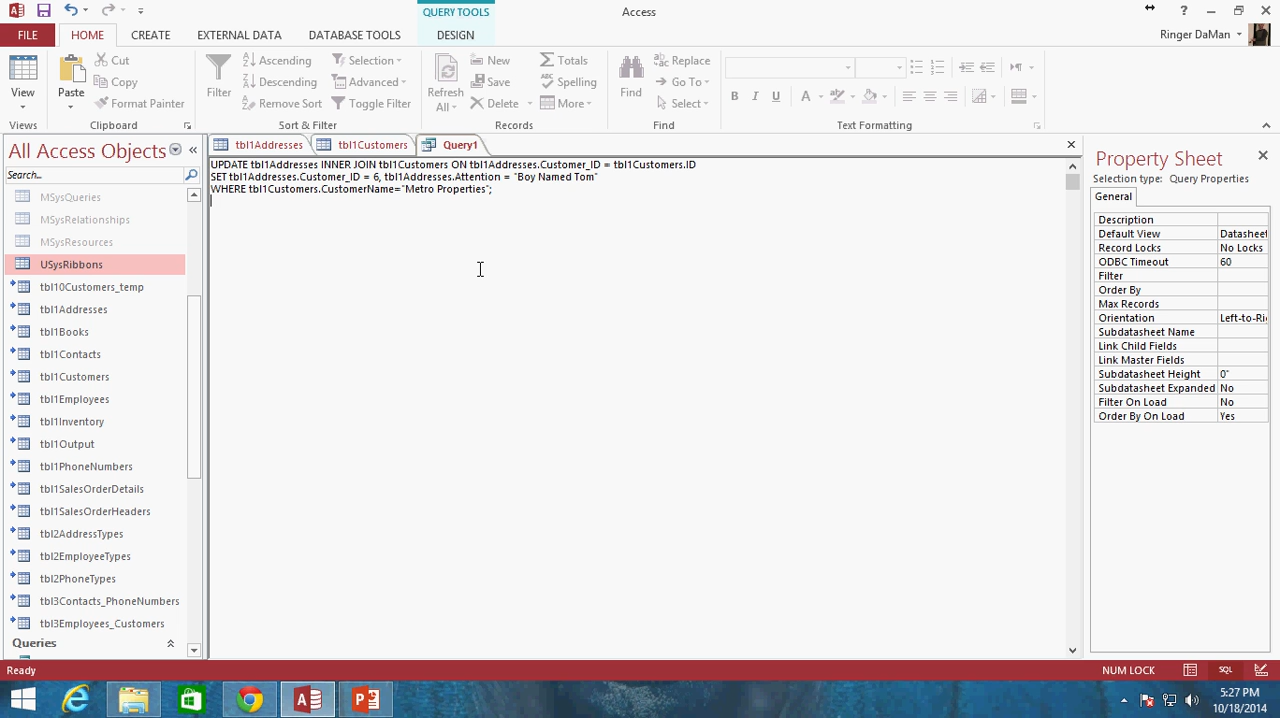 QUERY TOOLS
Access
?
FILE
HOME
CREATE
EXTERNAL DATA
DATABASE TOOLS
DESIGN
Ringer DaMan
View
Views
Paste
Cut
Copy
Format Painter
Clipboard
Filter
Ascending
Descending
Remove Sort
Selection
Advanced
Toggle Filter
Sort & Filter
Refresh
All
New
Save
Delete
Totals
Spelling
More
Records
Find
Replace
Go To
Select
Find
B I U A
ab
Text Formatting
All Access Objects
Search...
MSysQueries
MSysRelationships
MSysResources
USysRibbons
tbl10Customers_temp
tbl1Addresses
tbl1Books
tbl1Contacts
tbl1Customers
tbl1Employees
tbl1Inventory
tbl1Output
tbl1PhoneNumbers
tbl1SalesOrderDetails
tbl1SalesOrderHeaders
tbl2AddressTypes
tbl2EmployeeTypes
tbl2PhoneTypes
tbl3Contacts_PhoneNumbers
tbl3Employees_Customers
Queries
tbl1Addresses
tbl1Customers
Query1
UPDATE tbl1Addresses INNER JOIN tbl1Customers ON tbl1Addresses.Customer_ID = tbl1Customers.ID
SET tbl1Addresses.Customer_ID = 6, tbl1Addresses.Attention = "Boy Named Tom"
WHERE tbl1Customers.CustomerName="Metro Properties";
Property Sheet
Selection type: Query Properties
General
Description
Default View Datasheet
Record Locks No Locks
ODBC Timeout 60
Filter
Order By
Max Records
Orientation Left-to-Ri
Subdatasheet Name
Link Child Fields
Link Master Fields
Subdatasheet Height 0"
Subdatasheet Expanded No
Filter On Load No
Order By On Load Yes
Ready
NUM LOCK
SQL
5:27 PM
10/18/2014